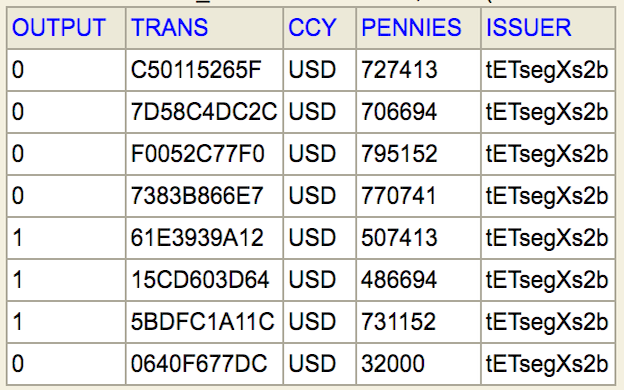 OUTPUT TRANS CCY PENNIES ISSUER
0 C50115265F USD 727413 tETsegXs2b
0 7D58C4DC2C USD 706694 tETsegXs2b
0 F0052C77F0 USD 795152 tETsegXs2b
0 7383B866E7 USD 770741 tETsegXs2b
1 61E3939A12 USD 507413 tETsegXs2b
1 15CD603D64 USD 486694 tETsegXs2b
1 5BDFC1A11C USD 731152 tETsegXs2b
0 0640F677DC USD 32000 tETsegXs2b